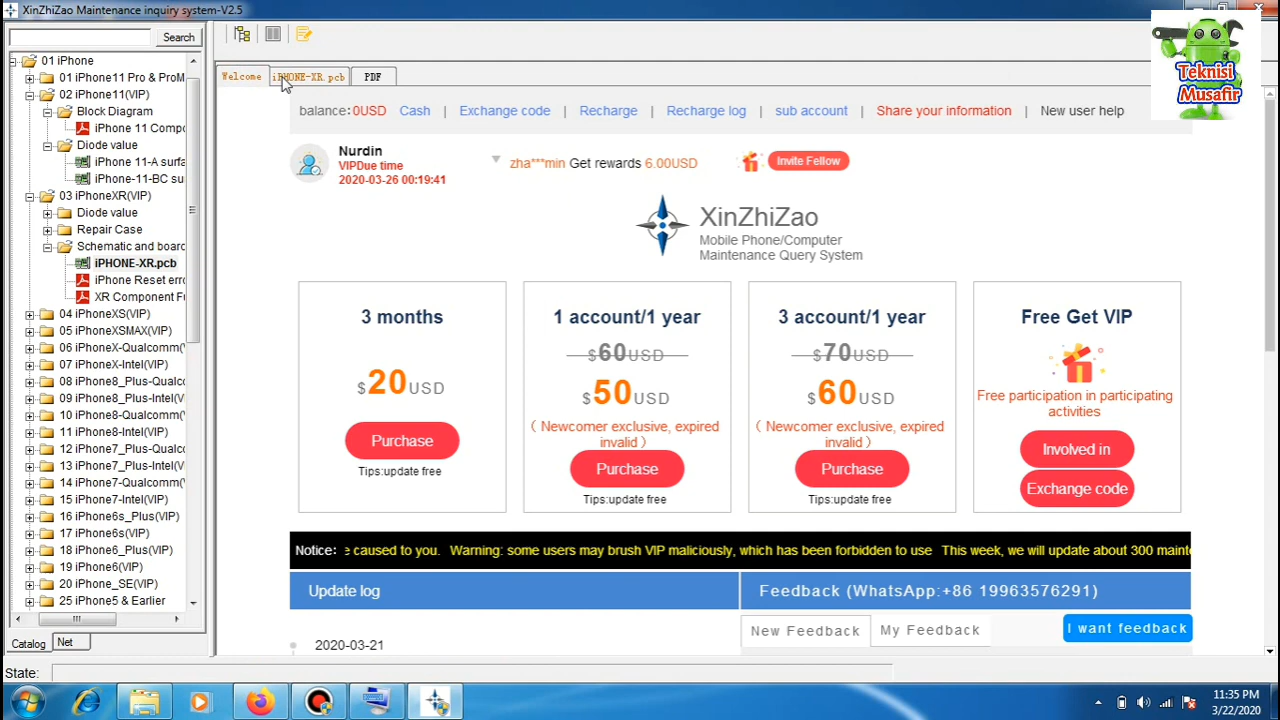 XinZhiZao Maintenance inquiry system-V2.5
Teknisi
Musafir
Search
01 iPhone
01 iPhone11 Pro & ProM
02 iPhone11(VIP)
Block Diagram
iPhone 11 Compo
Diode value
iPhone 11-A surfa
iPhone-11-BC su
03 iPhoneXR(VIP)
Diode value
Repair Case
Schematic and board
iPHONE-XR.pcb
iPhone Reset erro
XR Component Fu
04 iPhoneXS(VIP)
05 iPhoneXSMAX(VIP)
06 iPhoneX-Qualcomm(
07 iPhoneX-Intel(VIP)
08 iPhone8_Plus-Qualco
09 iPhone8_Plus-Intel(VI
10 iPhone8-Qualcomm(
11 iPhone8-Intel(VIP)
12 iPhone7_Plus-Qualc
13 iPhone7_Plus-Intel(V
14 iPhone7-Qualcomm(
15 iPhone7-Intel(VIP)
16 iPhone6s_Plus(VIP)
17 iPhone6s(VIP)
18 iPhone6_Plus(VIP)
19 iPhone6(VIP)
20 iPhone_SE(VIP)
25 iPhone5 & Earlier
Catalog Net
Welcome iPHONE-XR.pcb PDF
balance:0USD Cash | Exchange code | Recharge | Recharge log | sub account | Share your information | New user help
Nurdin
VIPDue time
2020-03-26 00:19:41
zha***min Get rewards 6.00USD
Invite Fellow
XinZhiZao
Mobile Phone/Computer
Maintenance Query System
3 months
$20USD
Purchase
Tips:update free
1 account/1 year
$60USD
$50USD
( Newcomer exclusive, expired
invalid )
Purchase
Tips:update free
3 account/1 year
$70USD
$60USD
( Newcomer exclusive, expired
invalid )
Purchase
Tips:update free
Free Get VIP
Free participation in participating
activities
Involved in
Exchange code
Notice: e caused to you. Warning: some users may brush VIP maliciously, which has been forbidden to use This week, we will update about 300 mainte
Update log
Feedback (WhatsApp:+86 19963576291)
New Feedback My Feedback I want feedback
2020-03-21
State:
11:35 PM
3/22/2020